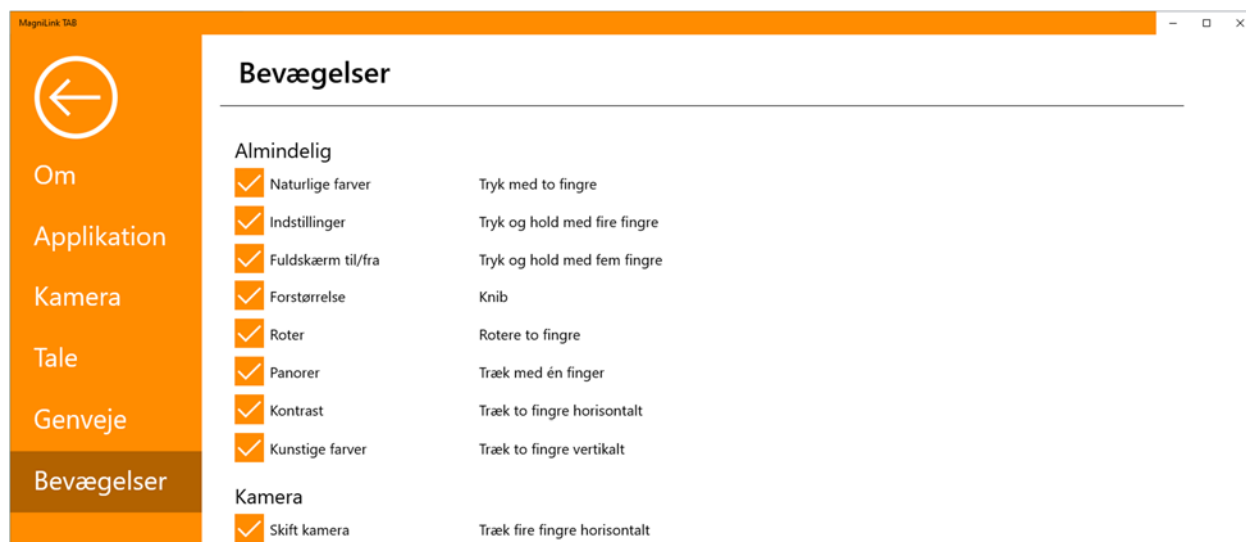 MagniLink TAB
Bevægelser
Om
Applikation
Kamera
Tale
Genveje
Bevægelser
Almindelig
Naturlige farver Tryk med to fingre
Indstillinger Tryk og hold med fire fingre
Fuldskærm til/fra Tryk og hold med fem fingre
Forstørrelse Knib
Roter Rotere to fingre
Panorer Træk med én finger
Kontrast Træk to fingre horisontalt
Kunstige farver Træk to fingre vertikalt
Kamera
Skift kamera Træk fire fingre horisontalt